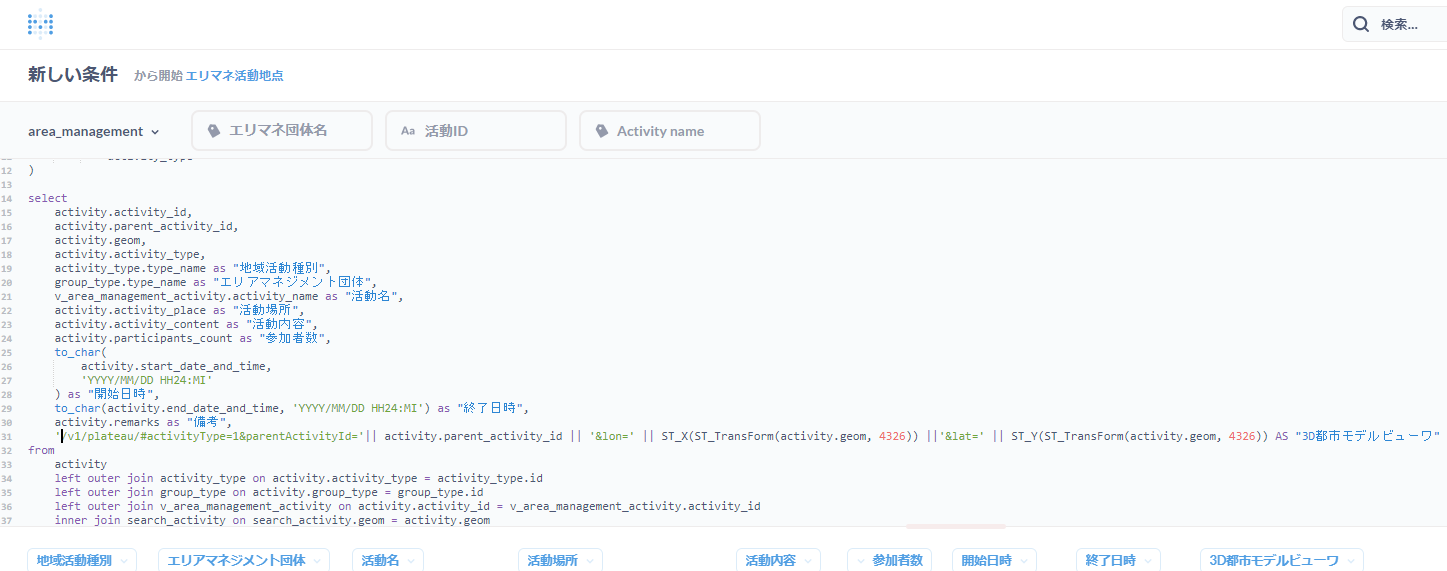 検索...
新しい条件 から開始 エリマネ活動地点
area_management エリマネ団体名 Aa 活動ID Activity name
12 )
13
14 select
15 activity.activity_id,
16 activity.parent_activity_id,
17 activity.geom,
18 activity.activity_type,
19 activity_type.type_name as "地域活動種別",
20 group_type.type_name as "エリアマネジメント団体",
21 v_area_management_activity.activity_name as "活動名",
22 activity.activity_place as "活動場所",
23 activity.activity_content as "活動内容",
24 activity.participants_count as "参加者数",
25 to_char(
26 activity.start_date_and_time,
27 'YYYY/MM/DD HH24:MI'
28 ) as "開始日時",
29 to_char(activity.end_date_and_time, 'YYYY/MM/DD HH24:MI') as "終了日時",
30 activity.remarks as "備考",
31 '/v1/plateau/#activityType=1&parentActivityId='|| activity.parent_activity_id || '&lon=' || ST_X(ST_TransForm(activity.geom, 4326)) ||'&lat=' || ST_Y(ST_TransForm(activity.geom, 4326)) AS "3D都市モデルビューワ"
32 from
33 activity
34 left outer join activity_type on activity.activity_type = activity_type.id
35 left outer join group_type on activity.group_type = group_type.id
36 left outer join v_area_management_activity on activity.activity_id = v_area_management_activity.activity_id
37 inner join search_activity on search_activity.geom = activity.geom
地域活動種別 エリアマネジメント団体 活動名 活動場所 活動内容 参加者数 開始日時 終了日時 3D都市モデルビューワ